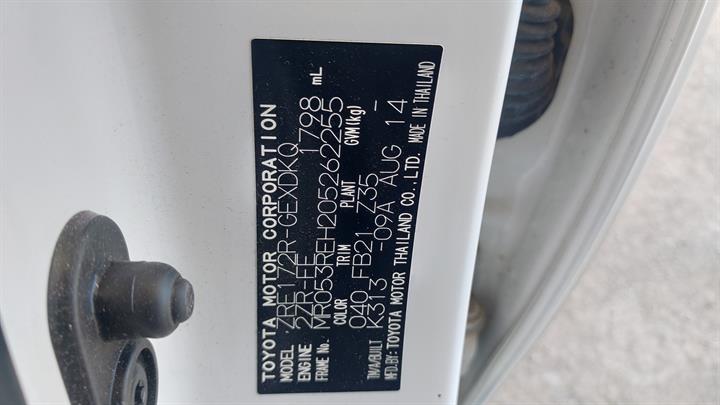 TOYOTA MOTOR CORPORATION
MODEL ZRE172R-GEXDKQ
ENGINE 2ZR-FE 1798 mL
FRAME No. MR053REH205262255
COLOR TRIM PLANT GVM(kg)
040 FB21 Z35 -
TM/A/BUILT K313 -09A AUG 14
MFD.BY:TOYOTA MOTOR THAILAND CO.,LTD. MADE IN THAILAND